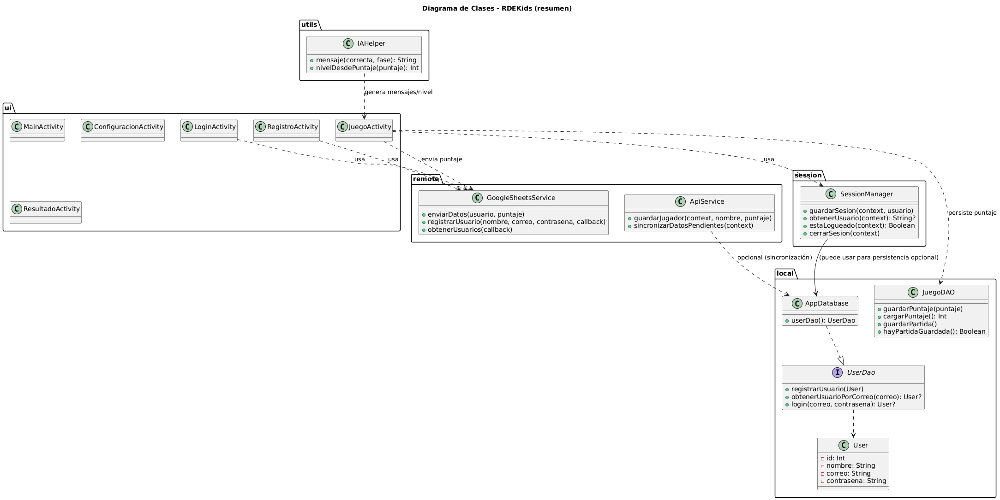 Diagrama de Clases - RDEKids (resumen)
utils
C IAHelper
mensaje(correcta, fase): String
nivelDesdePuntaje(puntaje): Int
genera mensajes/nivel
ui
C MainActivity
C ConfiguracionActivity
C LoginActivity
C RegistroActivity
C JuegoActivity
usa
usa
envia puntaje
usa
C ResultadoActivity
remote
C GoogleSheetsService
enviarDatos(usuario, puntaje)
registrarUsuario(nombre, correo, contrasena, callback)
obtenerUsuarios(callback)
C ApiService
guardarJugador(context, nombre, puntaje)
sincronizarDatosPendientes(context)
session
C SessionManager
guardarSesion(context, usuario)
obtenerUsuario(context): String?
estaLogueado(context): Boolean
cerrarSesion(context)
persiste puntaje
opcional (sincronización)
(puede usar para persistencia opcional)
local
C AppDatabase
userDao(): UserDao
C JuegoDAO
guardarPuntaje(puntaje)
cargarPuntaje(): Int
guardarPartida()
hayPartidaGuardada(): Boolean
I UserDao
registrarUsuario(User)
obtenerUsuarioPorCorreo(correo): User?
login(correo, contrasena): User?
C User
id: Int
nombre: String
correo: String
contrasena: String